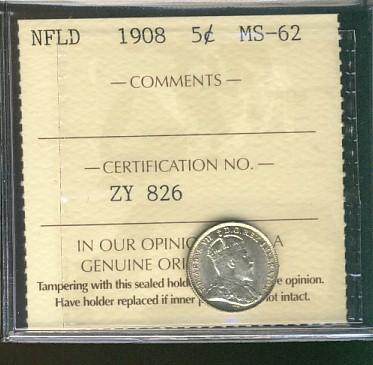 NFLD 1908 5¢ MS-62
— COMMENTS —
— CERTIFICATION NO. —
ZY 826
IN OUR A
GENUINE
Tampering with this sealed opinion.
Have holder replaced if inner not intact.